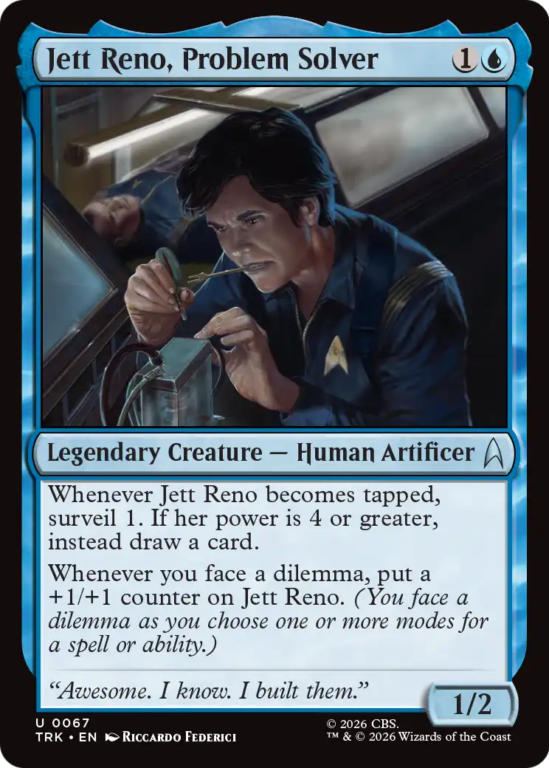 Jett Reno, Problem Solver 1
Legendary Creature — Human Artificer
Whenever Jett Reno becomes tapped,
surveil 1. If her power is 4 or greater,
instead draw a card.
Whenever you face a dilemma, put a
+1/+1 counter on Jett Reno. (You face a
dilemma as you choose one or more modes for
a spell or ability.)
“Awesome. I know. I built them.”
1/2
U 0067
TRK • EN Riccardo Federici
© 2026 CBS.
™ & © 2026 Wizards of the Coast